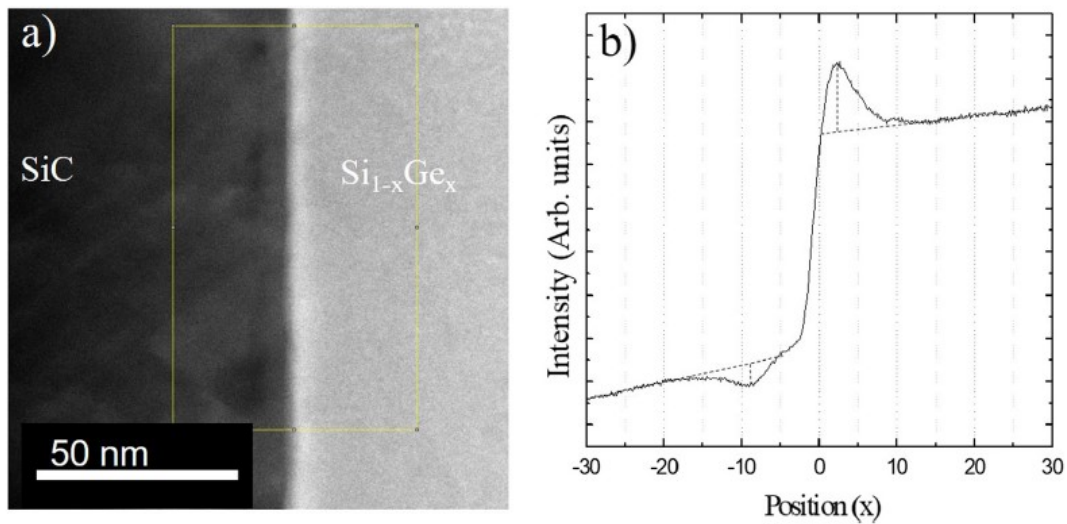 a)
SiC
Si₁₋ₓGeₓ
50 nm
b)
Intensity (Arb. units)
-30 -20 -10 0 10 20 30
Position (x)